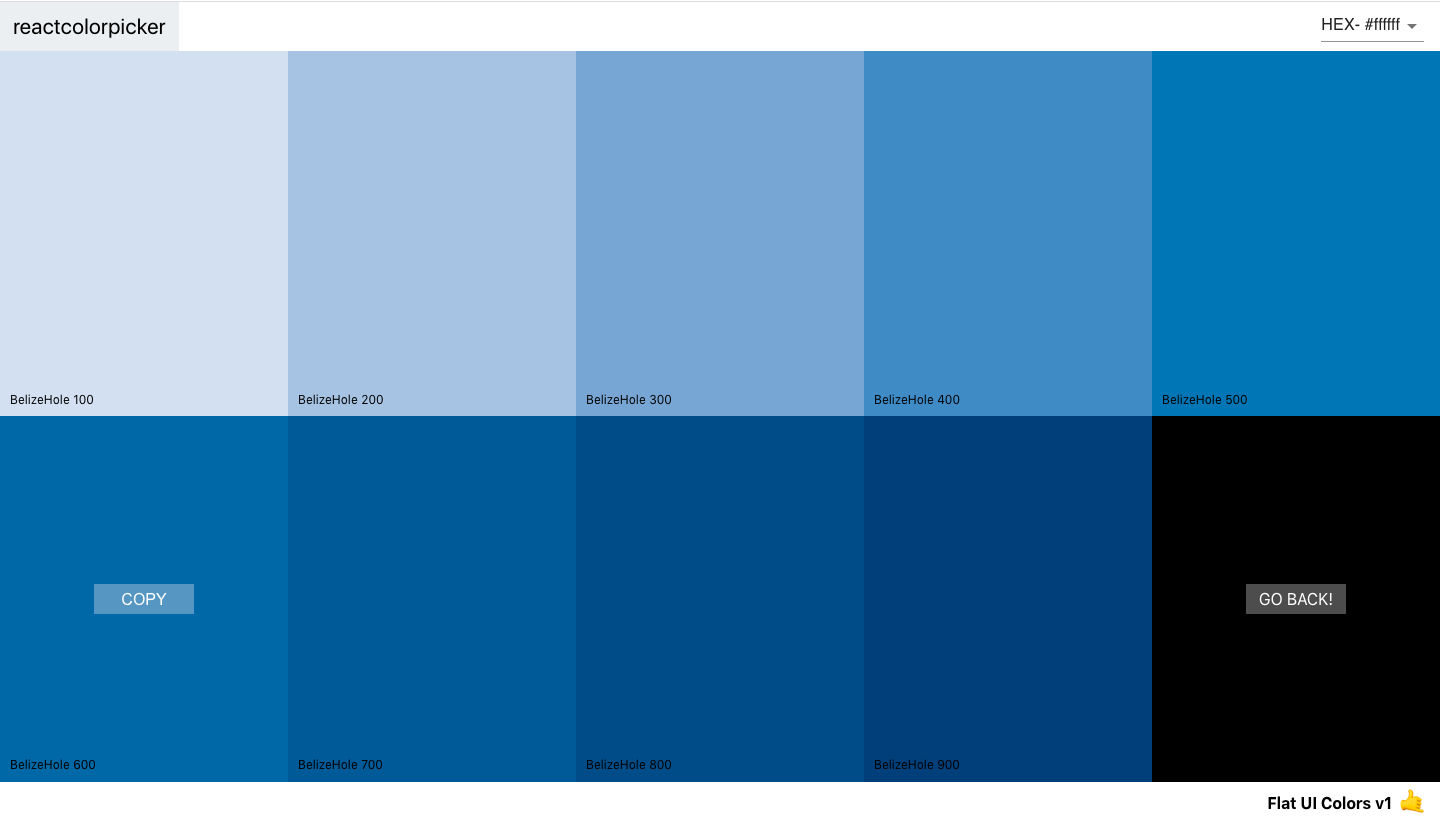 reactcolorpicker
HEX- #ffffff
BelizeHole 100
BelizeHole 200
BelizeHole 300
BelizeHole 400
BelizeHole 500
COPY
GO BACK!
BelizeHole 600
BelizeHole 700
BelizeHole 800
BelizeHole 900
Flat UI Colors v1 🤙